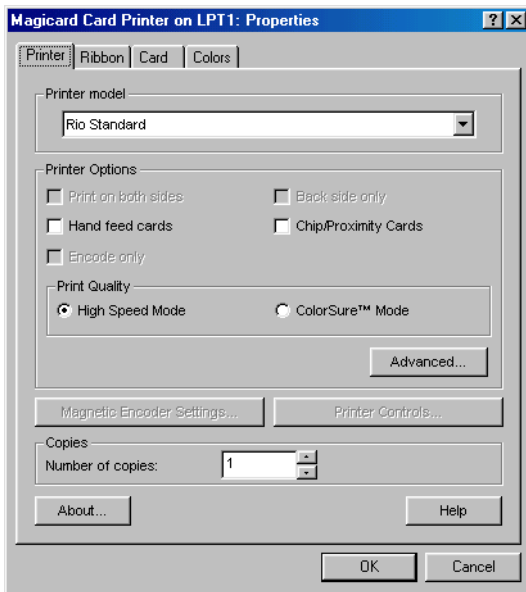 Magicard Card Printer on LPT1: Properties
Printer Ribbon Card Colors
Printer model
Rio Standard
Printer Options
Print on both sides Back side only
Hand feed cards Chip/Proximity Cards
Encode only
Print Quality
High Speed Mode ColorSure™ Mode
Advanced...
Magnetic Encoder Settings... Printer Controls...
Copies
Number of copies: 1
About... Help
OK Cancel